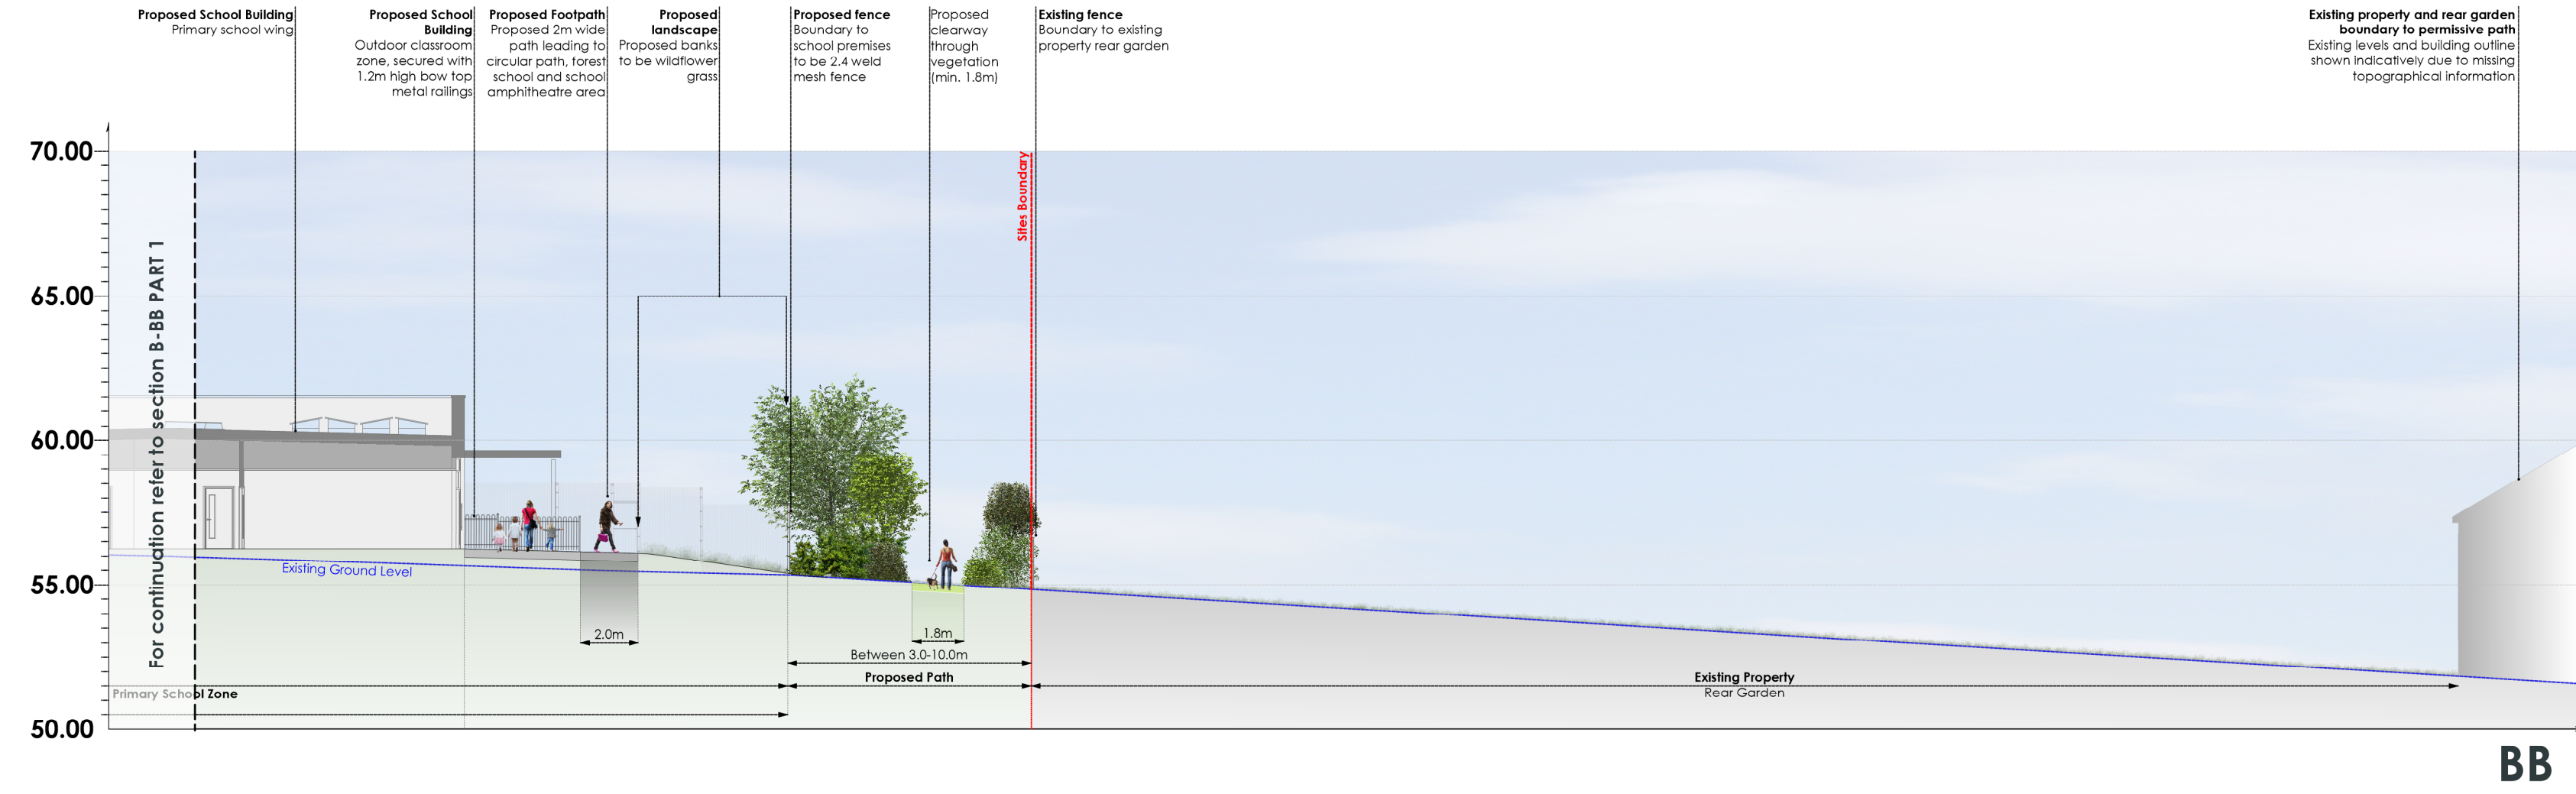 Proposed School Building
Primary school wing
Proposed School
Building
Outdoor classroom
zone, secured with
1.2m high bow top
metal railings
Proposed Footpath
Proposed 2m wide
path leading to
circular path, forest
school and school
amphitheatre area
Proposed
landscape
Proposed banks
to be wildflower
grass
Proposed fence
Boundary to
school premises
to be 2.4 weld
mesh fence
Proposed
clearway
through
vegetation
(min. 1.8m)
Existing fence
Boundary to existing
property rear garden
Existing property and rear garden
boundary to permissive path
Existing levels and building outline
shown indicatively due to missing
topographical information
70.00
65.00
60.00
55.00
50.00
For continuation refer to section B-BB PART 1
Sites Boundary
Existing Ground Level
2.0m
1.8m
Between 3.0-10.0m
Proposed Path
Existing Property
Rear Garden
Primary School Zone
BB